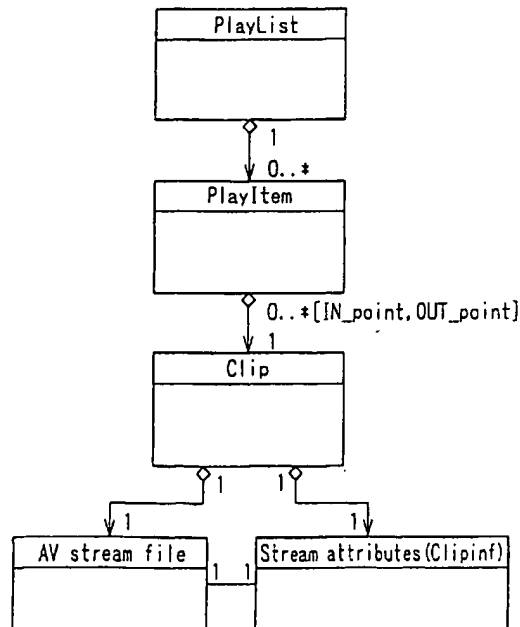 PlayList
1
0..*
PlayItem
0..*[IN_point,OUT_point]
1
Clip
1 1
1 1
AV stream file
Stream attributes(Clipinf)
1 1